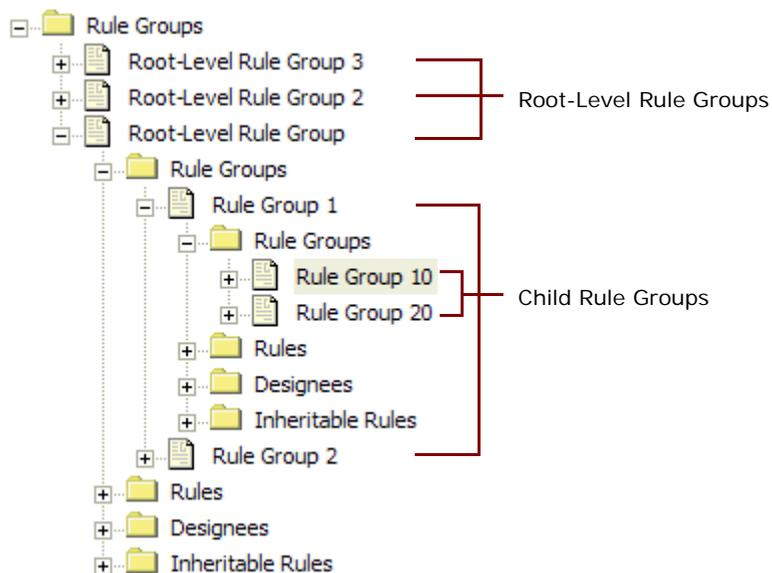 Rule Groups
Root-Level Rule Group 3
Root-Level Rule Group 2
Root-Level Rule Group
Root-Level Rule Groups
Rule Groups
Rule Group 1
Rule Groups
Rule Group 10
Rule Group 20
Child Rule Groups
Rules
Designees
Inheritable Rules
Rule Group 2
Rules
Designees
Inheritable Rules